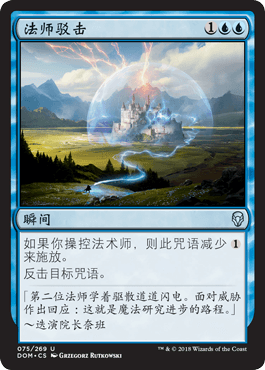 法师驳击 1
瞬间
如果你操控法术师，则此咒语减少 1
来施放。
反击目标咒语。
「第二位法师学着驱散道道闪电。面对威胁
作出回应：这就是魔法研究进步的路程。」
～迭演院长奈班
075/269 U
DOM • CS Grzegorz Rutkowski
™ & © 2018 Wizards of the Coast